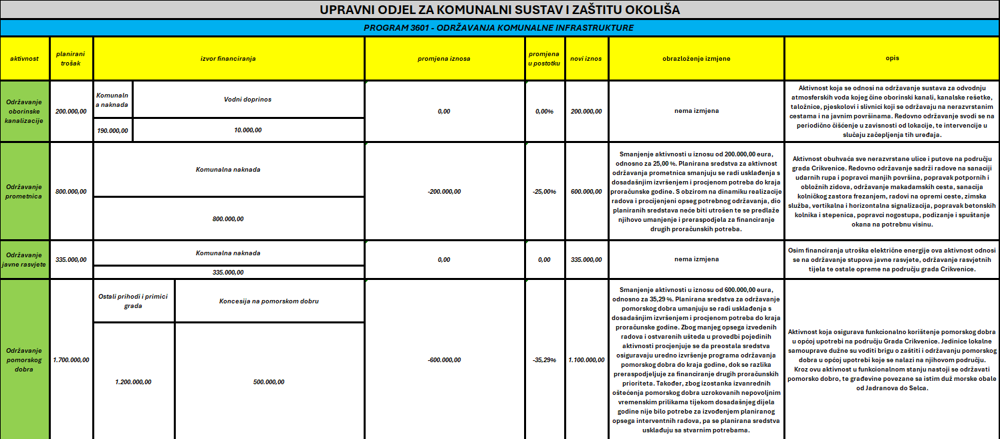 UPRAVNI ODJEL ZA KOMUNALNI SUSTAV I ZAŠTITU OKOLIŠA
PROGRAM 3601 - ODRŽAVANJA KOMUNALNE INFRASTRUKTURE
aktivnost
planirani
trošak
izvor financiranja
promjena iznosa
promjena
u postotku
novi iznos
obrazloženje izmjene
opis
Održavanje
oborinske
kanalizacije
200.000,00
Komunaln
a naknada
Vodni doprinos
190.000,00
10.000,00
0,00
0,00%
200.000,00
nema izmjena
Aktivnost koja se odnosi na održavanje sustava za odvodnju
atmosferskih voda kojeg čine oborinski kanali, kanalske rešetke,
taložnice, pjeskolovi i slivnici koji se održavaju na nerazvrstanim
cestama i na javnim površinama. Redovno održavanje svodi se na
periodično čišćenje u zavisnosti od lokacije, te intervencije u
slučaju začepljenja tih uređaja.
Održavanje
prometnica
800.000,00
Komunalna naknada
800.000,00
-200.000,00
-25,00%
600.000,00
Smanjenje aktivnosti u iznosu od 200.000,00 eura,
odnosno za 25,00 %. Planirana sredstva za aktivnost
održavanja prometnica smanjuju se radi usklađenja s
dosadašnjim izvršenjem i procjenom potreba do kraja
proračunske godine. S obzirom na dinamiku realizacije
radova i procijenjeni opseg potrebnog održavanja, dio
planiranih sredstava neće biti utrošen te se predlaže
njihovo umanjenje i preraspodjela za financiranje
drugih proračunskih potreba.
Aktivnost obuhvaća sve nerazvrstane ulice i putove na području
grada Crikvenice. Redovno održavanje sadrži radove na sanaciji
udarnih rupa i popravci manjih površina, popravak potpornih i
obložnih zidova, održavanje makadamskih cesta, sanacija
kolničkog zastora frezanjem, radovi na opremi ceste, zimska
služba, vertikalna i horizontalna signalizacija, popravak betonskih
kolnika i stepenica, popravci nogostupa, podizanje i spuštanje
okana na potrebnu visinu.
Održavanje
javne rasvjete
335.000,00
Komunalna naknada
335.000,00
0,00
0,00
335.000,00
nema izmjena
Osim financiranja utroška električne energije ova aktivnost odnosi
se na održavanje stupova javne rasvjete, održavanje rasvjetnih
tijela te ostale opreme na području grada Crikvenice.
Održavanje
pomorskog
dobra
1.700.000,00
Ostali prihodi i primici
grada
Koncesija na pomorskom dobru
1.200.000,00
500.000,00
-600.000,00
-35,29%
1.100.000,00
Smanjenje aktivnosti u iznosu od 600.000,00 eura,
odnosno za 35,29 %. Planirana sredstva za održavanje
pomorskog dobra umanjuju se radi usklađenja s
dosadašnjim izvršenjem i procjenom potreba do kraja
proračunske godine. Zbog manjeg opsega izvedenih
radova i ostvarenih ušteda u provedbi pojedinih
aktivnosti procjenjuje se da preostala sredstva
osiguravaju uredno izvršenje programa održavanja
pomorskog dobra do kraja godine, dok se razlika
preraspodjeljuje za financiranje drugih proračunskih
prioriteta. Također, zbog izostanka izvanrednih
oštećenja pomorskog dobra uzrokovanih nepovoljnim
vremenskim prilikama tijekom dosadašnjeg dijela
godine nije bilo potrebe za izvođenjem planiranog
opsega interventnih radova, pa se planirana sredstva
usklađuju sa stvarnim potrebama.
Aktivnost koja osigurava funkcionalno korištenje pomorskog dobra
u općoj upotrebi na području Grada Crikvenice. Jedinice lokalne
samouprave dužne su voditi brigu o zaštiti i održavanju pomorskog
dobra u općoj upotrebi koje se nalazi na njihovom području.
Kroz ovu aktivnost u funkcionalnom stanju nastoji se održavati
pomorsko dobro, te građevine povezane sa istim duž morske obale
od Jadranova do Selca.